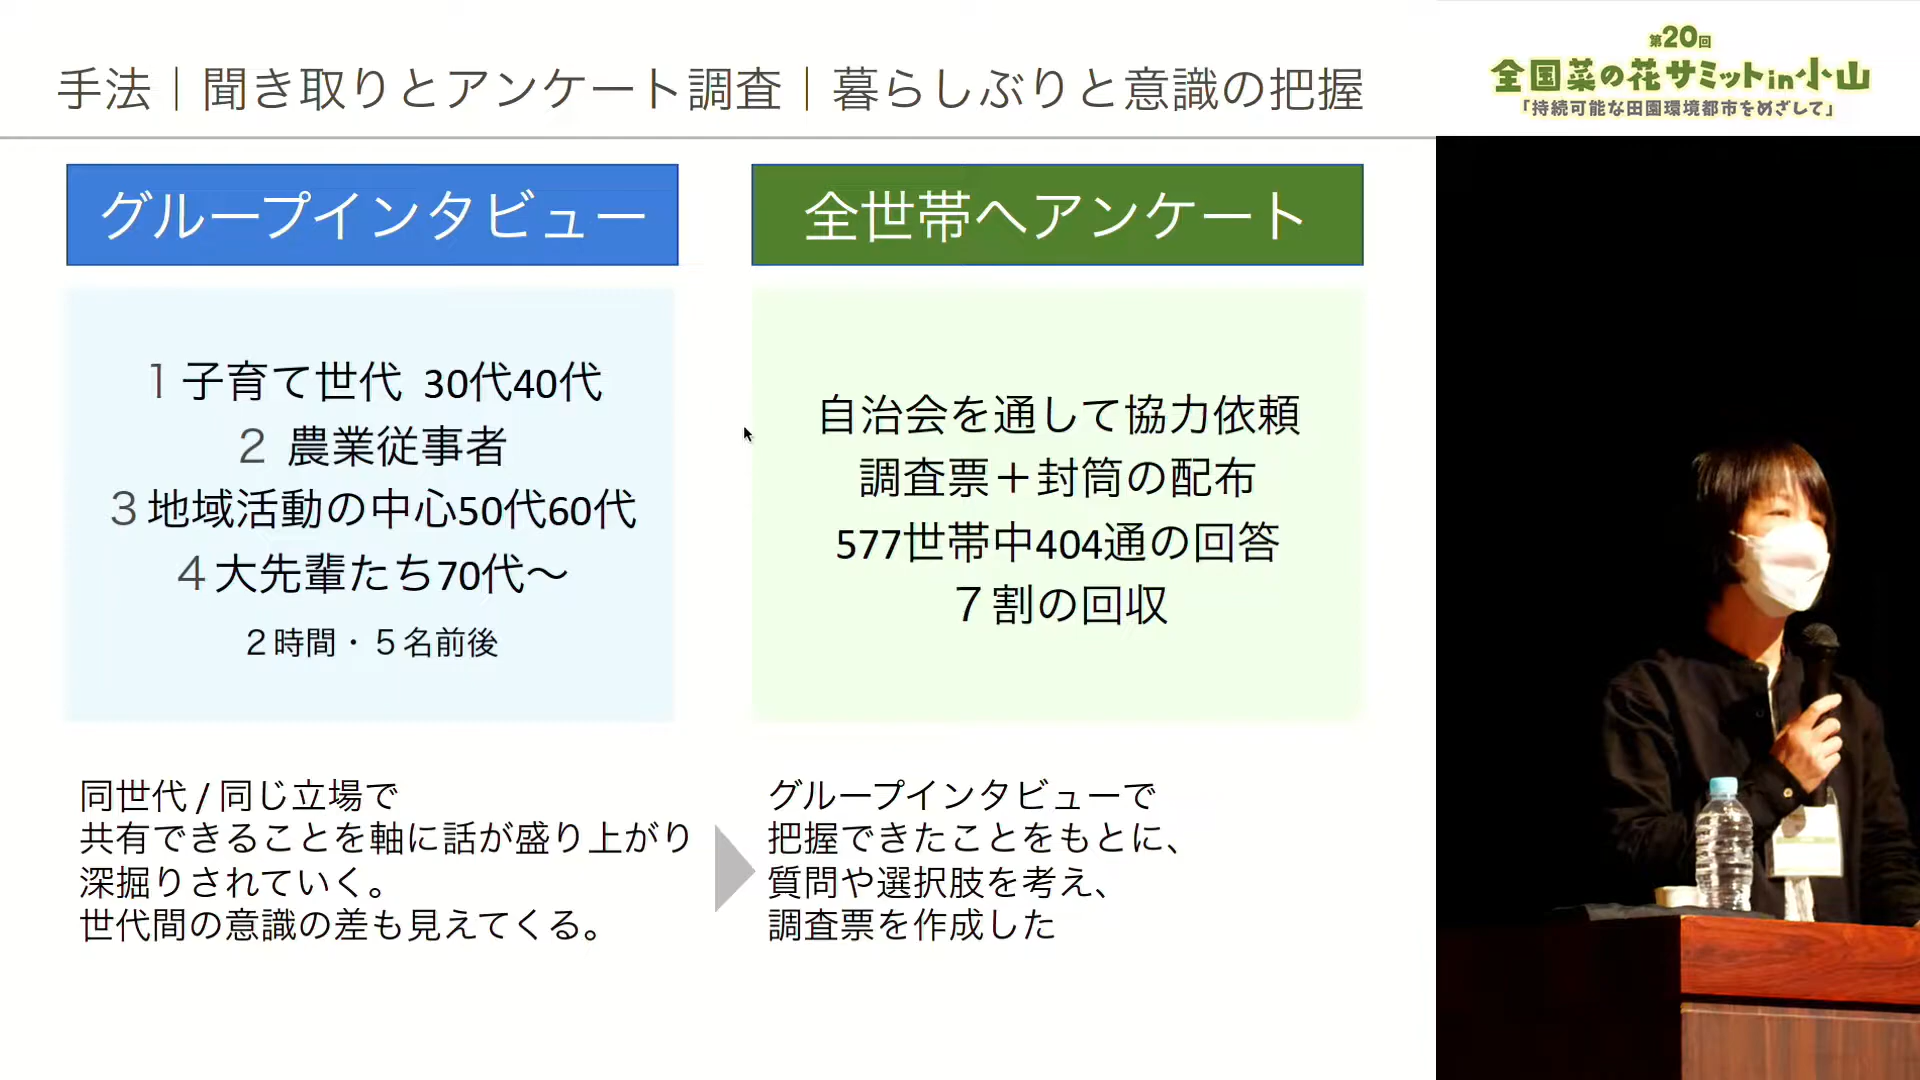 手法｜聞き取りとアンケート調査｜暮らしぶりと意識の把握
第20回
全国菜の花サミットin小山
「持続可能な田園環境都市をめざして」
グループインタビュー
1 子育て世代 30代40代
2 農業従事者
3 地域活動の中心50代60代
4 大先輩たち70代〜
２時間・５名前後
同世代 / 同じ立場で
共有できることを軸に話が盛り上がり
深掘りされていく。
世代間の意識の差も見えてくる。
全世帯へアンケート
自治会を通して協力依頼
調査票＋封筒の配布
577世帯中404通の回答
７割の回収
グループインタビューで
把握できたことをもとに、
質問や選択肢を考え、
調査票を作成した